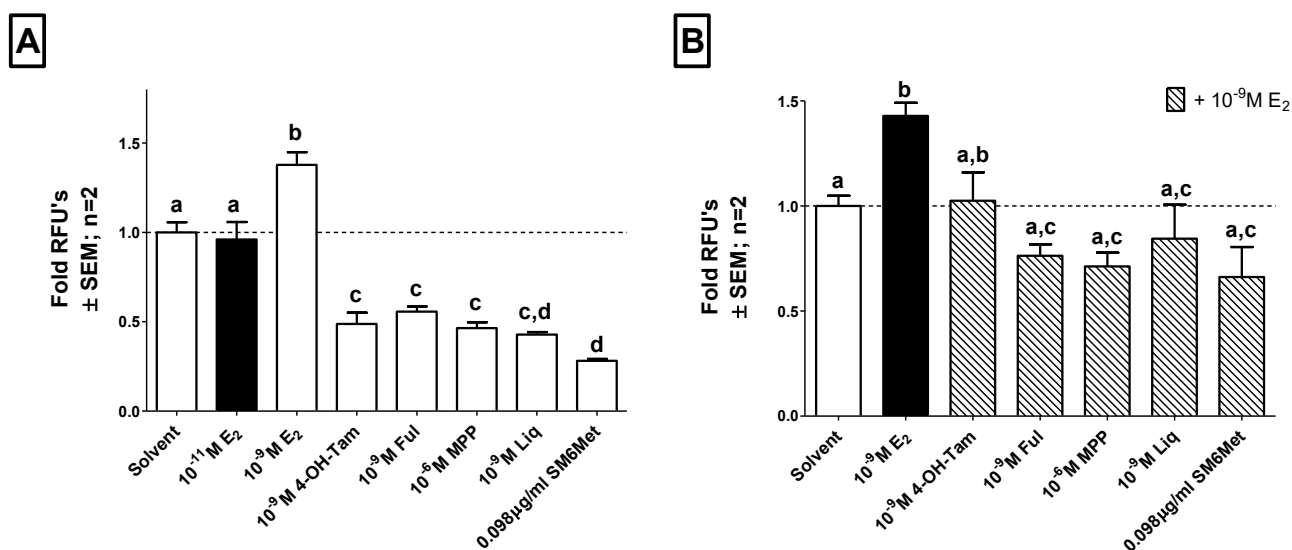 A
Fold RFU's
± SEM; n=2
1.5
1.0
0.5
0.0
a
a
b
c
c
c
c,d
d
Solvent
10⁻¹¹M E₂
10⁻⁹M E₂
10⁻⁹M 4-OH-Tam
10⁻⁹M Ful
10⁻⁶M MPP
10⁻⁹M Liq
0.098µg/ml SM6Met
B
+ 10⁻⁹M E₂
Fold RFU's
± SEM; n=2
1.5
1.0
0.5
0.0
a
b
a,b
a,c
a,c
a,c
a,c
Solvent
10⁻⁹M E₂
10⁻⁹M 4-OH-Tam
10⁻⁹M Ful
10⁻⁶M MPP
10⁻⁹M Liq
0.098µg/ml SM6Met